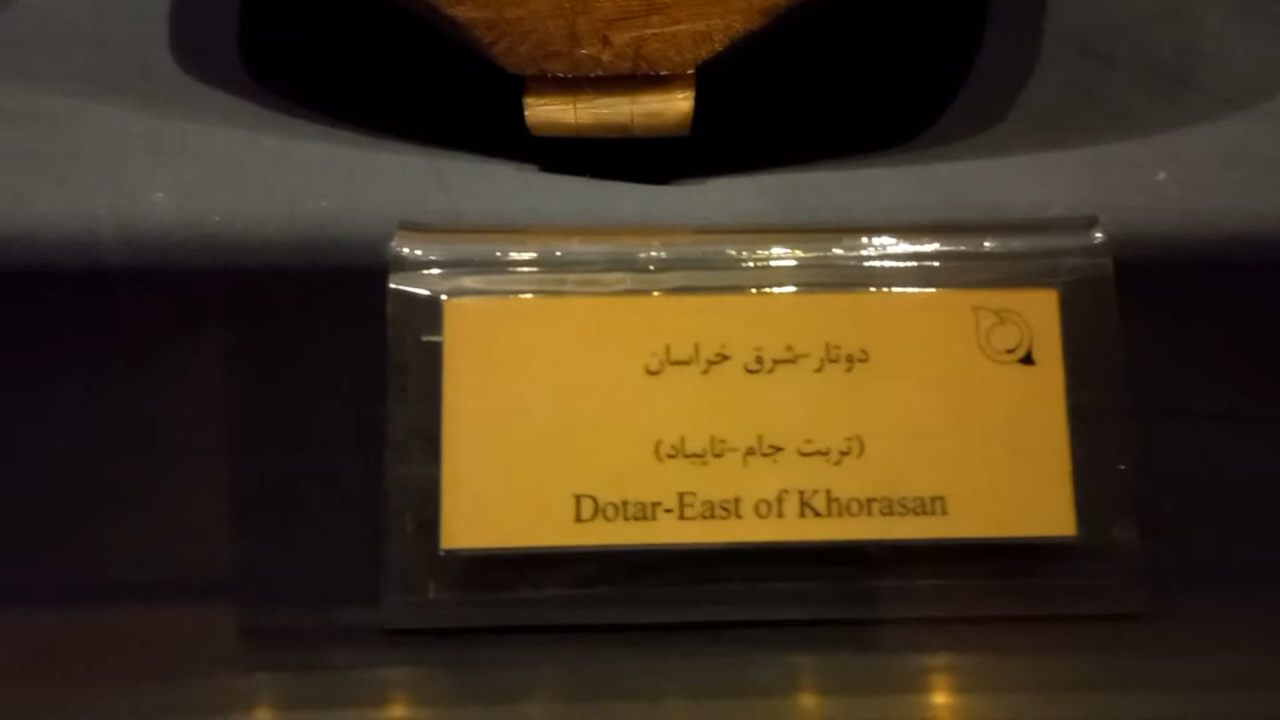 دوتار-شرق خراسان
(تربت جام-تایباد)
Dotar-East of Khorasan